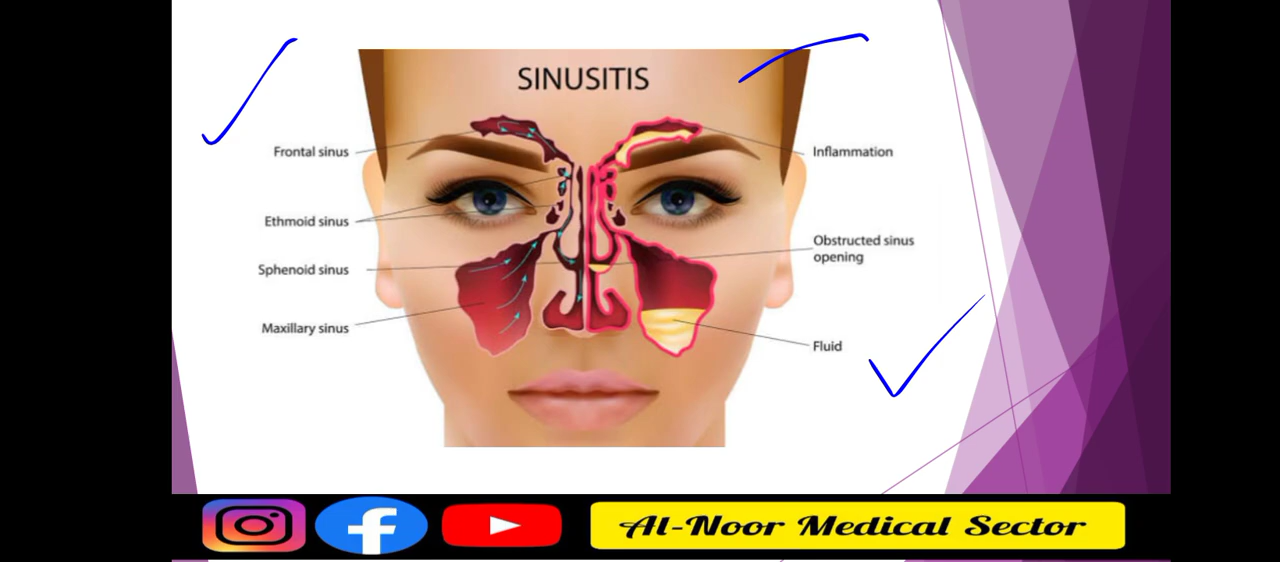 SINUSITIS
Frontal sinus
Ethmoid sinus
Sphenoid sinus
Maxillary sinus
Inflammation
Obstructed sinus
opening
Fluid
Al-Noor Medical Sector